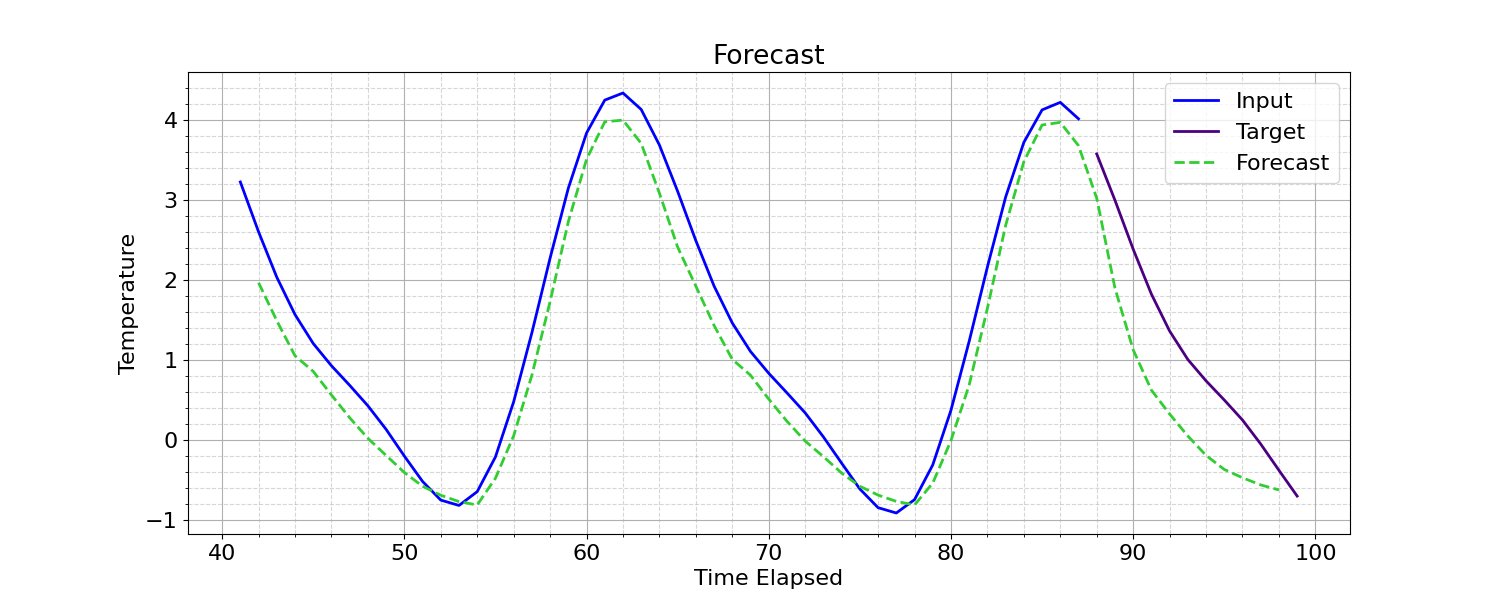 Forecast
Temperature
4
3
2
1
0
−1
40 50 60 70 80 90 100
Time Elapsed
Input
Target
Forecast